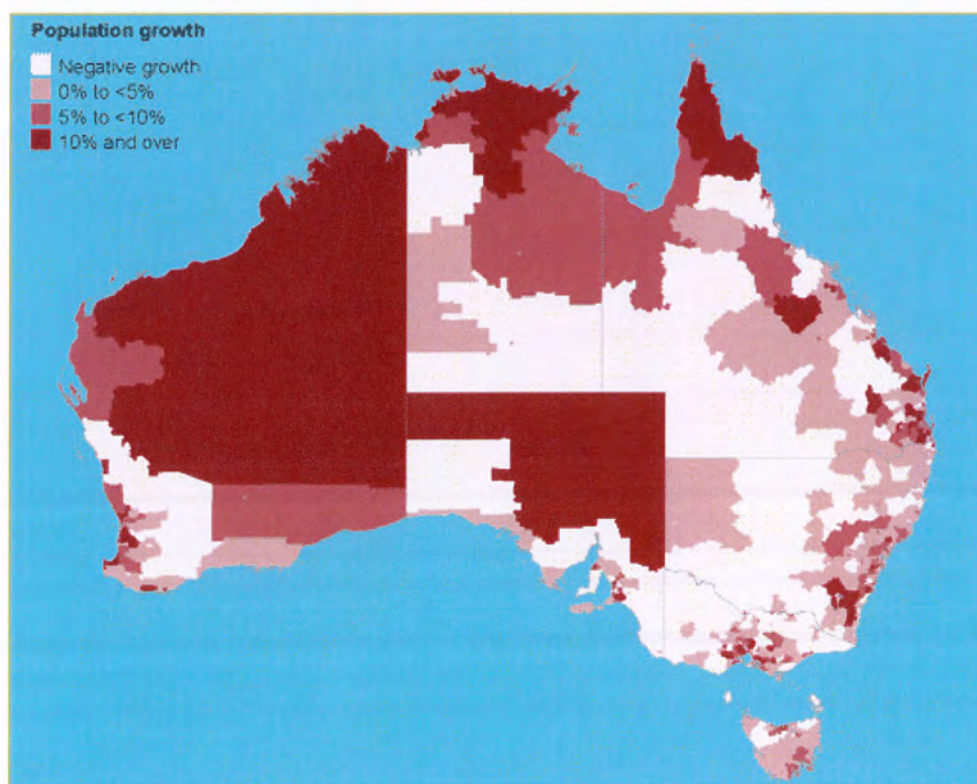 Population growth
Negative growth
0% to <5%
5% to <10%
10% and over